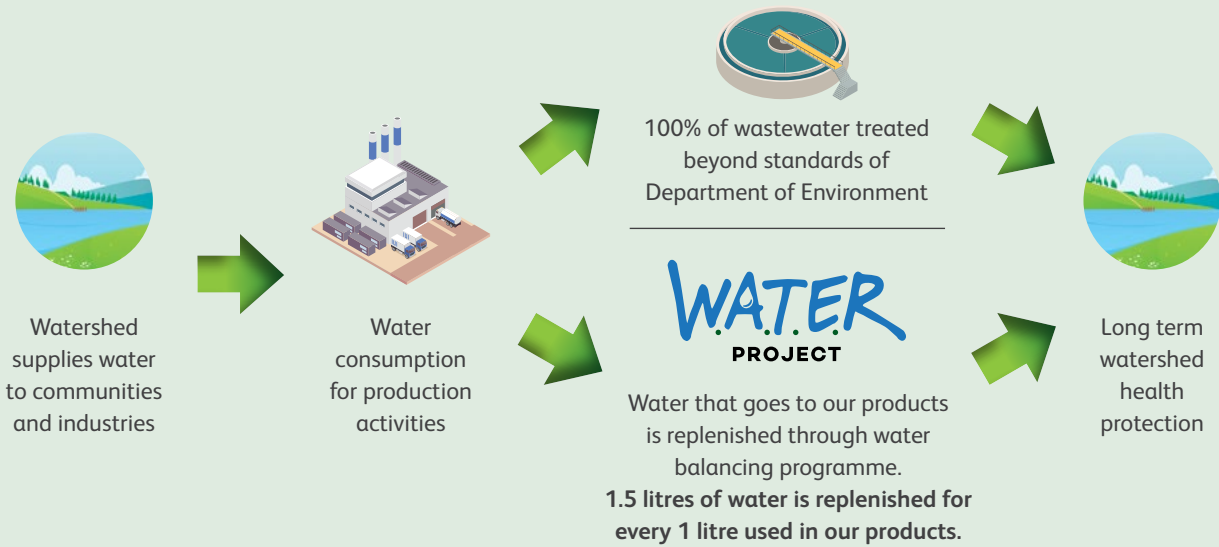 Watershed
supplies water
to communities
and industries
Water
consumption
for production
activities
100% of wastewater treated
beyond standards of
Department of Environment
W.A.T.E.R
PROJECT
Water that goes to our products
is replenished through water
balancing programme.
1.5 litres of water is replenished for
every 1 litre used in our products.
Long term
watershed
health
protection